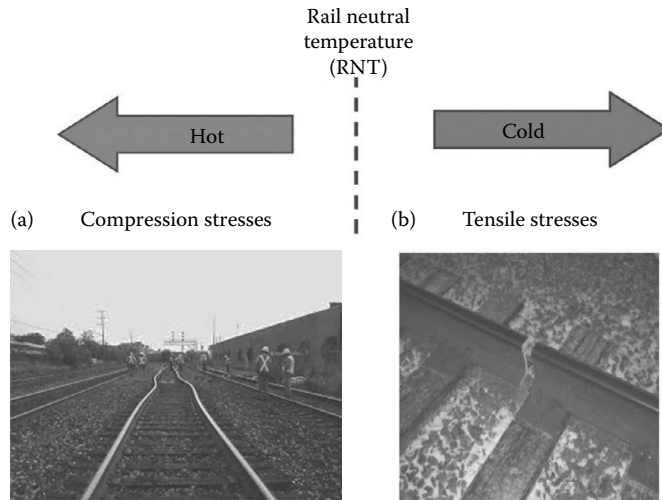 Rail neutral
temperature
(RNT)
Hot
Cold
(a) Compression stresses
(b) Tensile stresses